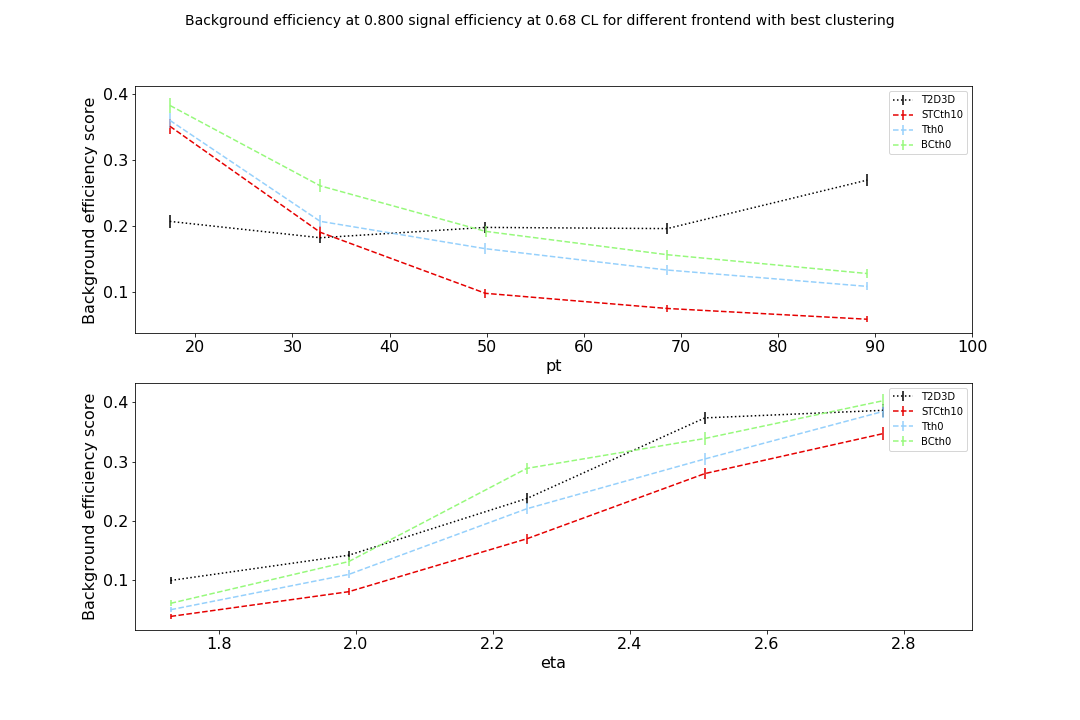 Background efficiency at 0.800 signal efficiency at 0.68 CL for different frontend with best clustering
Background efficiency score
0.4
0.3
0.2
0.1
T2D3D
STCth10
Tth0
BCth0
20 30 40 50 60 70 80 90 100
pt
Background efficiency score
0.4
0.3
0.2
0.1
T2D3D
STCth10
Tth0
BCth0
1.8 2.0 2.2 2.4 2.6 2.8
eta